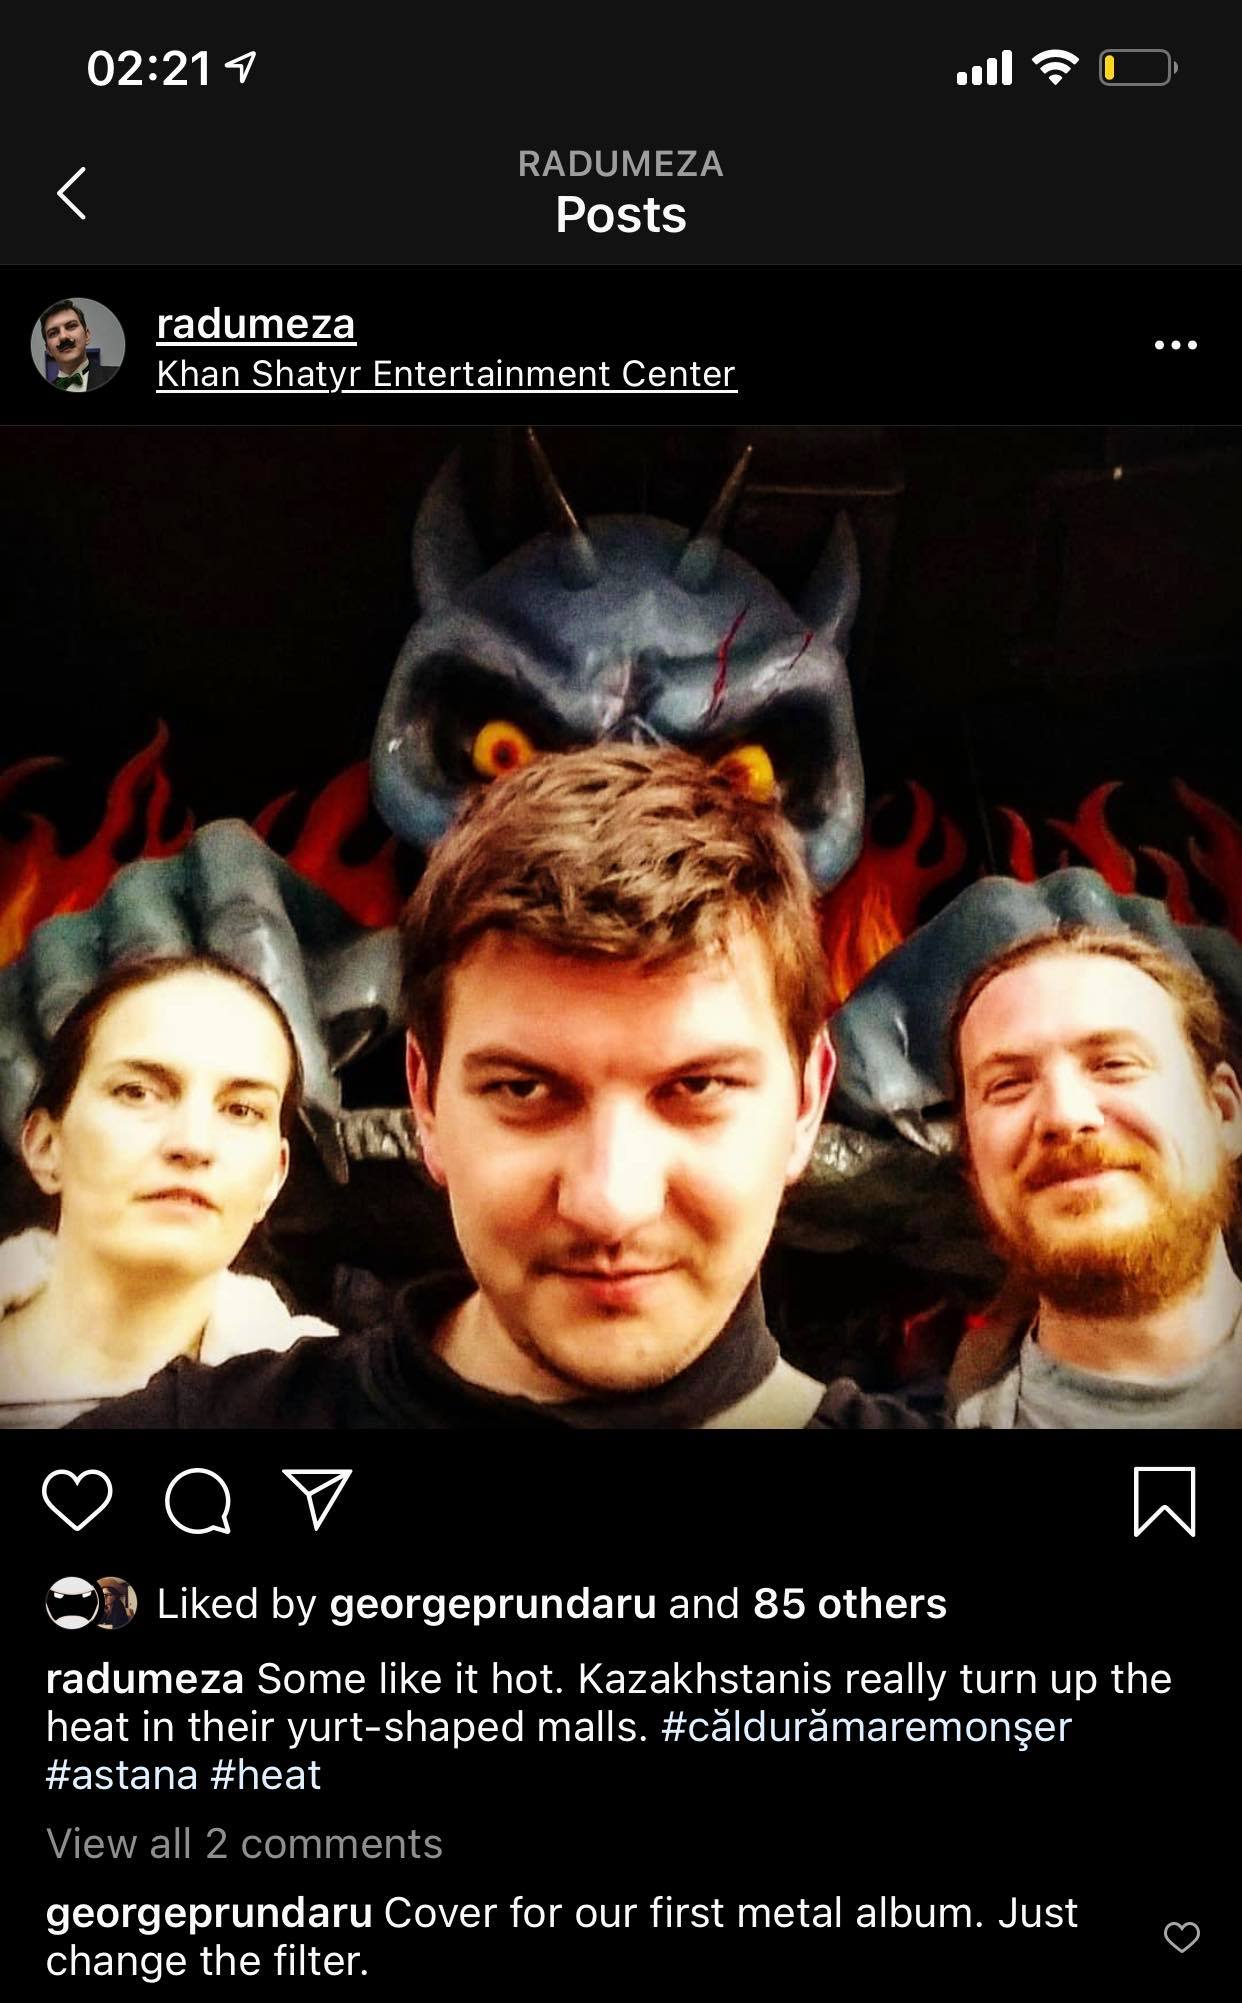 02:21
RADUMEZA
Posts
radumeza
Khan Shatyr Entertainment Center
Liked by georgeprundaru and 85 others
radumeza Some like it hot. Kazakhstanis really turn up the
heat in their yurt-shaped malls. #căldurămaremonşer
#astana #heat
View all 2 comments
georgeprundaru Cover for our first metal album. Just
change the filter.